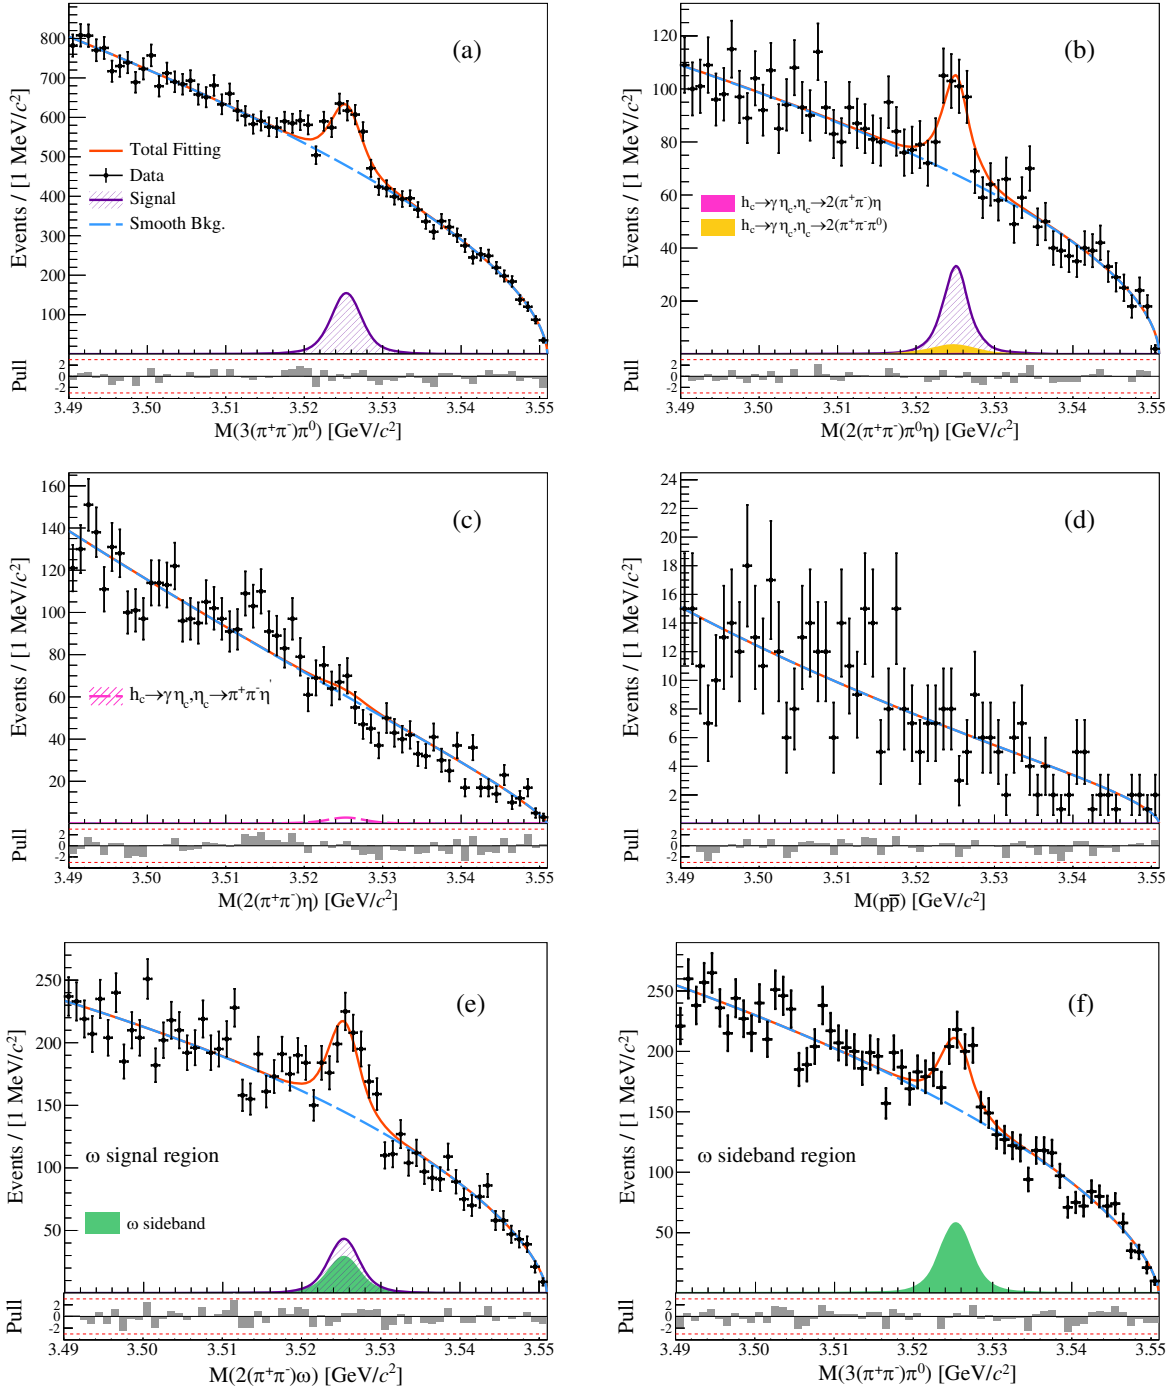 (a)
Events / [1 MeV/c²]
800
700
600
500
400
300
200
100
Total Fitting
Data
Signal
Smooth Bkg.
Pull
2
0
-2
3.49 3.50 3.51 3.52 3.53 3.54 3.55
M(3(π⁺π⁻)π⁰) [GeV/c²]
(b)
Events / [1 MeV/c²]
120
100
80
60
40
20
h_c→γη_c,η_c→2(π⁺π⁻)η
h_c→γη_c,η_c→2(π⁺π⁻π⁰)
Pull
2
0
-2
3.49 3.50 3.51 3.52 3.53 3.54 3.55
M(2(π⁺π⁻)π⁰η) [GeV/c²]
(c)
Events / [1 MeV/c²]
160
140
120
100
80
60
40
20
h_c→γη_c,η_c→π⁺π⁻η'
Pull
2
0
-2
3.49 3.50 3.51 3.52 3.53 3.54 3.55
M(2(π⁺π⁻)η) [GeV/c²]
(d)
Events / [1 MeV/c²]
24
22
20
18
16
14
12
10
8
6
4
2
Pull
2
0
-2
3.49 3.50 3.51 3.52 3.53 3.54 3.55
M(pp̅) [GeV/c²]
(e)
Events / [1 MeV/c²]
250
200
150
100
50
ω signal region
ω sideband
Pull
2
0
-2
3.49 3.50 3.51 3.52 3.53 3.54 3.55
M(2(π⁺π⁻)ω) [GeV/c²]
(f)
Events / [1 MeV/c²]
250
200
150
100
50
ω sideband region
Pull
2
0
-2
3.49 3.50 3.51 3.52 3.53 3.54 3.55
M(3(π⁺π⁻)π⁰) [GeV/c²]